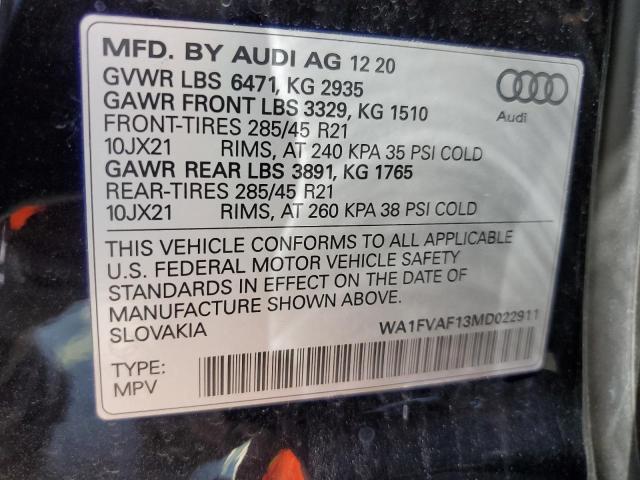 MFD. BY AUDI AG 12 20
GVWR LBS 6471, KG 2935
GAWR FRONT LBS 3329, KG 1510
FRONT-TIRES 285/45 R21
10JX21 RIMS, AT 240 KPA 35 PSI COLD
GAWR REAR LBS 3891, KG 1765
REAR-TIRES 285/45 R21
10JX21 RIMS, AT 260 KPA 38 PSI COLD
Audi
THIS VEHICLE CONFORMS TO ALL APPLICABLE
U.S. FEDERAL MOTOR VEHICLE SAFETY
STANDARDS IN EFFECT ON THE DATE OF
MANUFACTURE SHOWN ABOVE.
SLOVAKIA WA1FVAF13MD022911
TYPE:
MPV